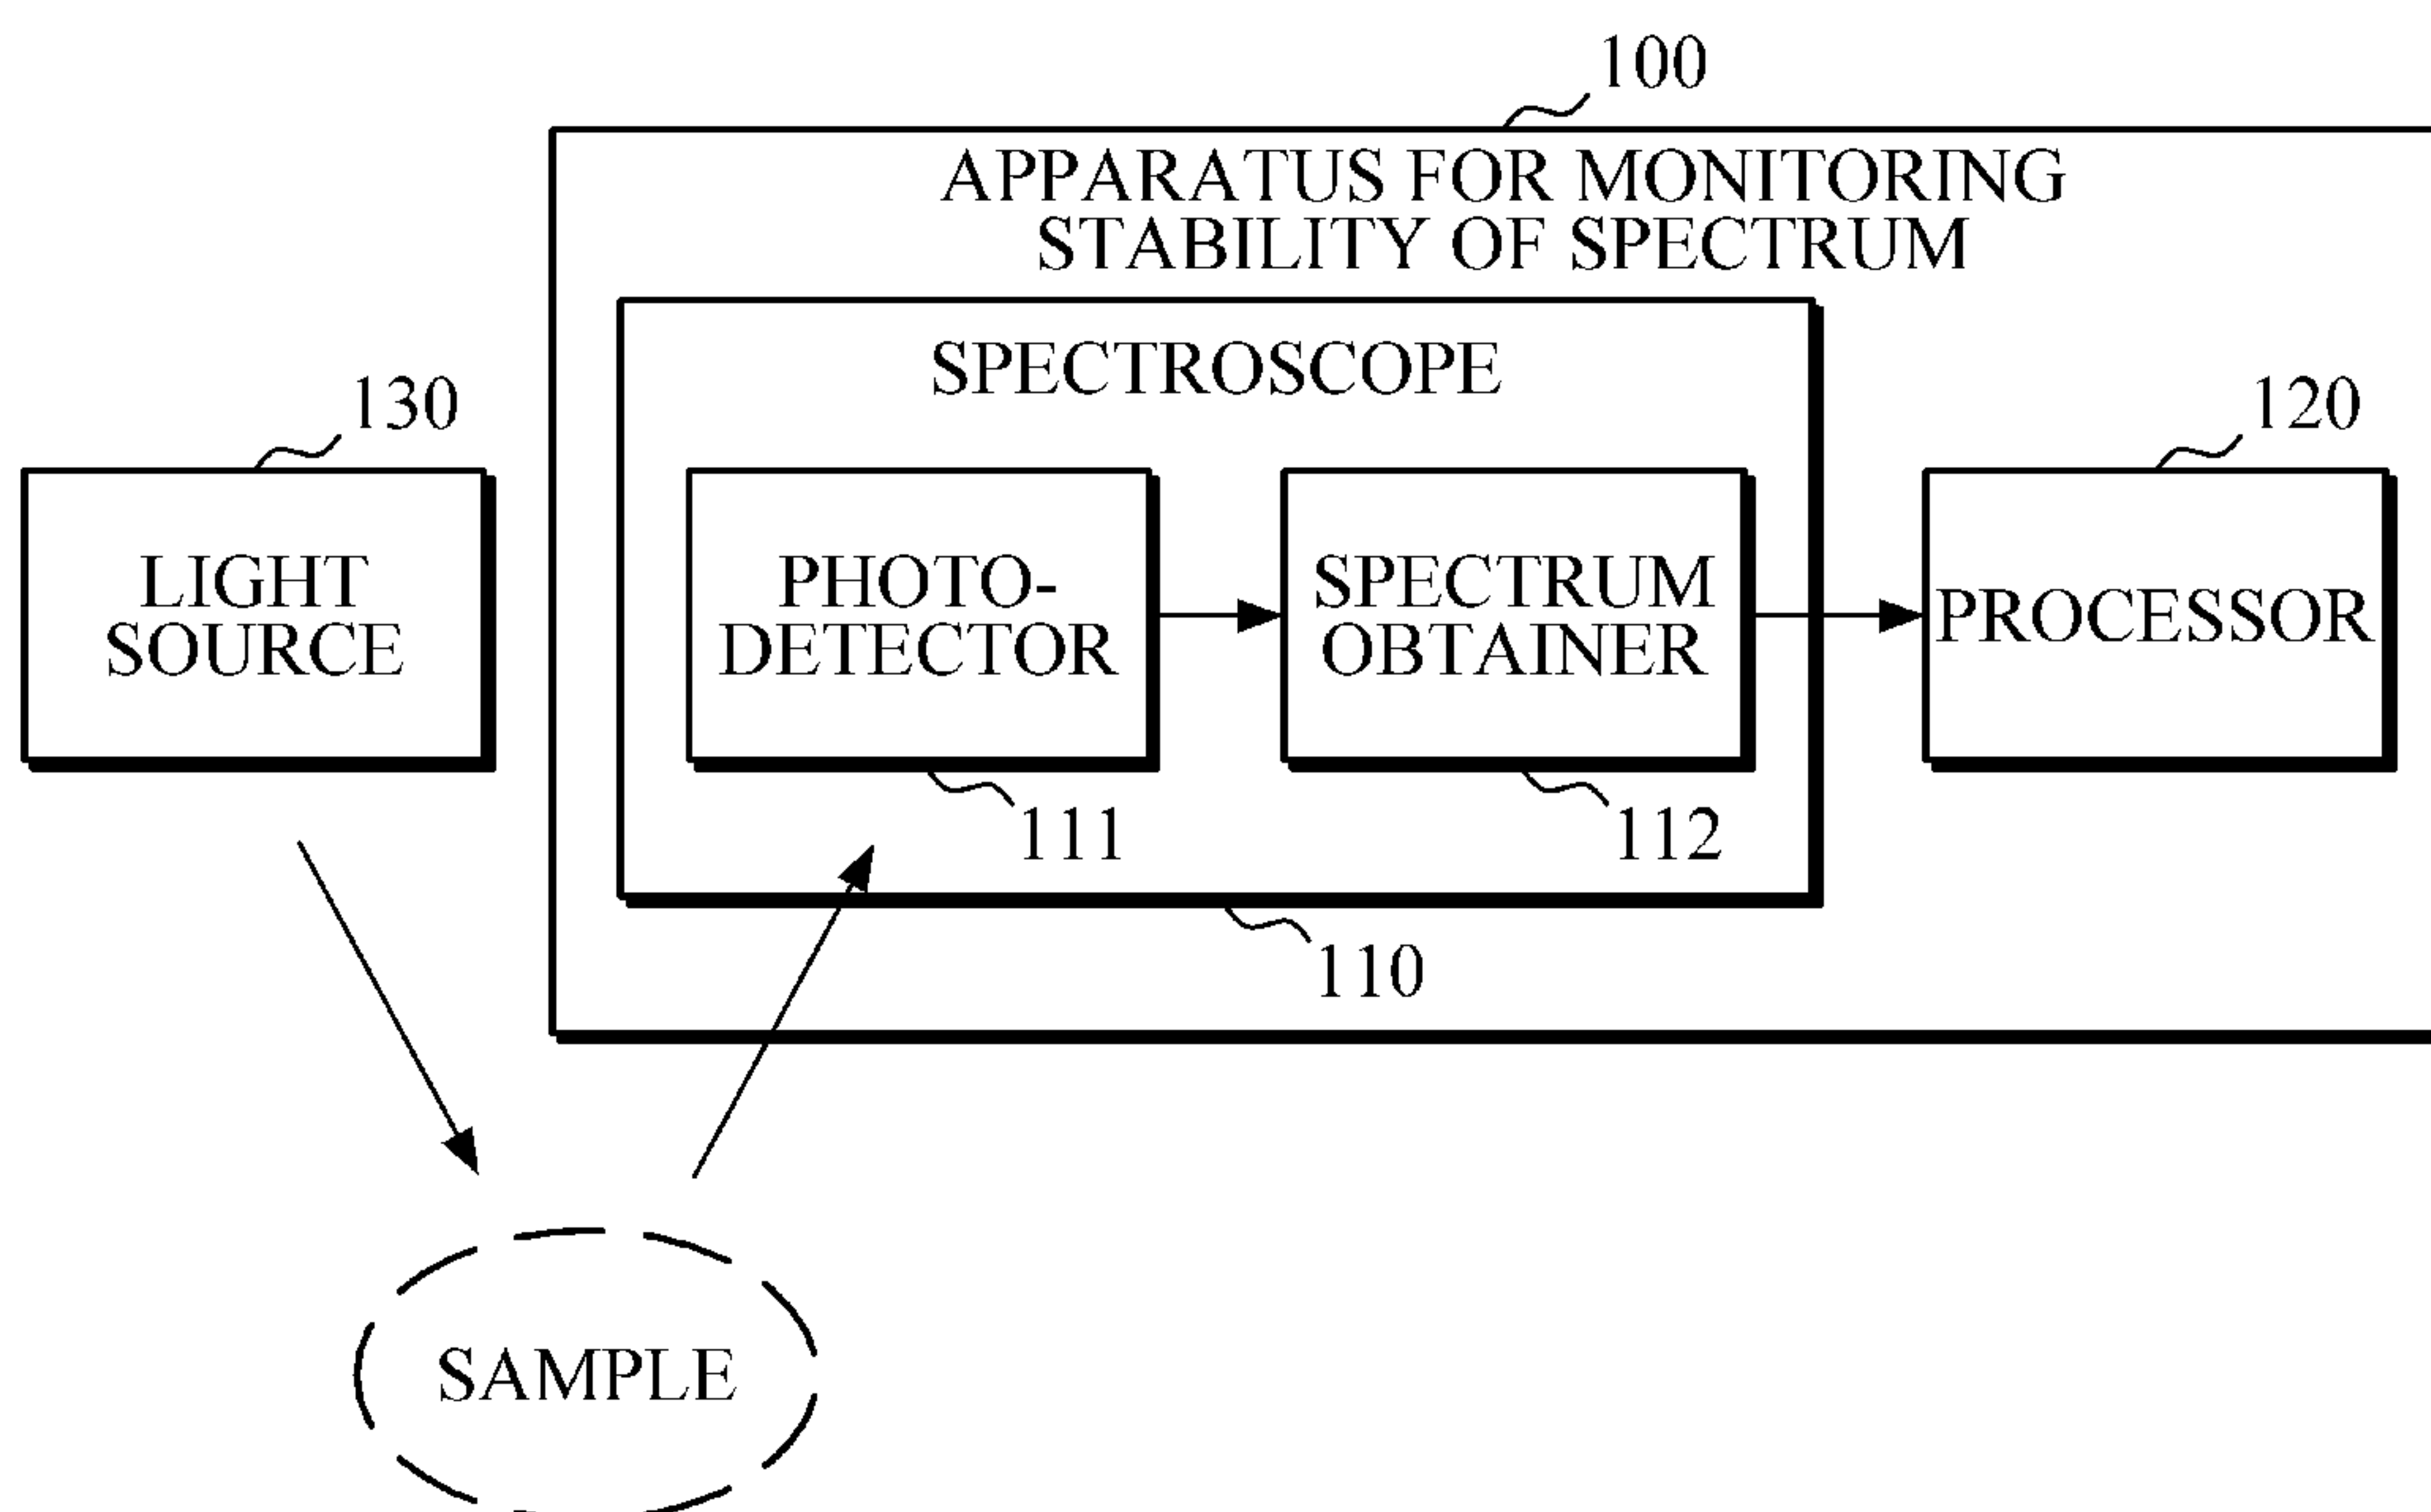 100
APPARATUS FOR MONITORING
STABILITY OF SPECTRUM
SPECTROSCOPE
130
120
LIGHT
SOURCE
PHOTO-
DETECTOR
SPECTRUM
OBTAINER
PROCESSOR
111
112
110
SAMPLE